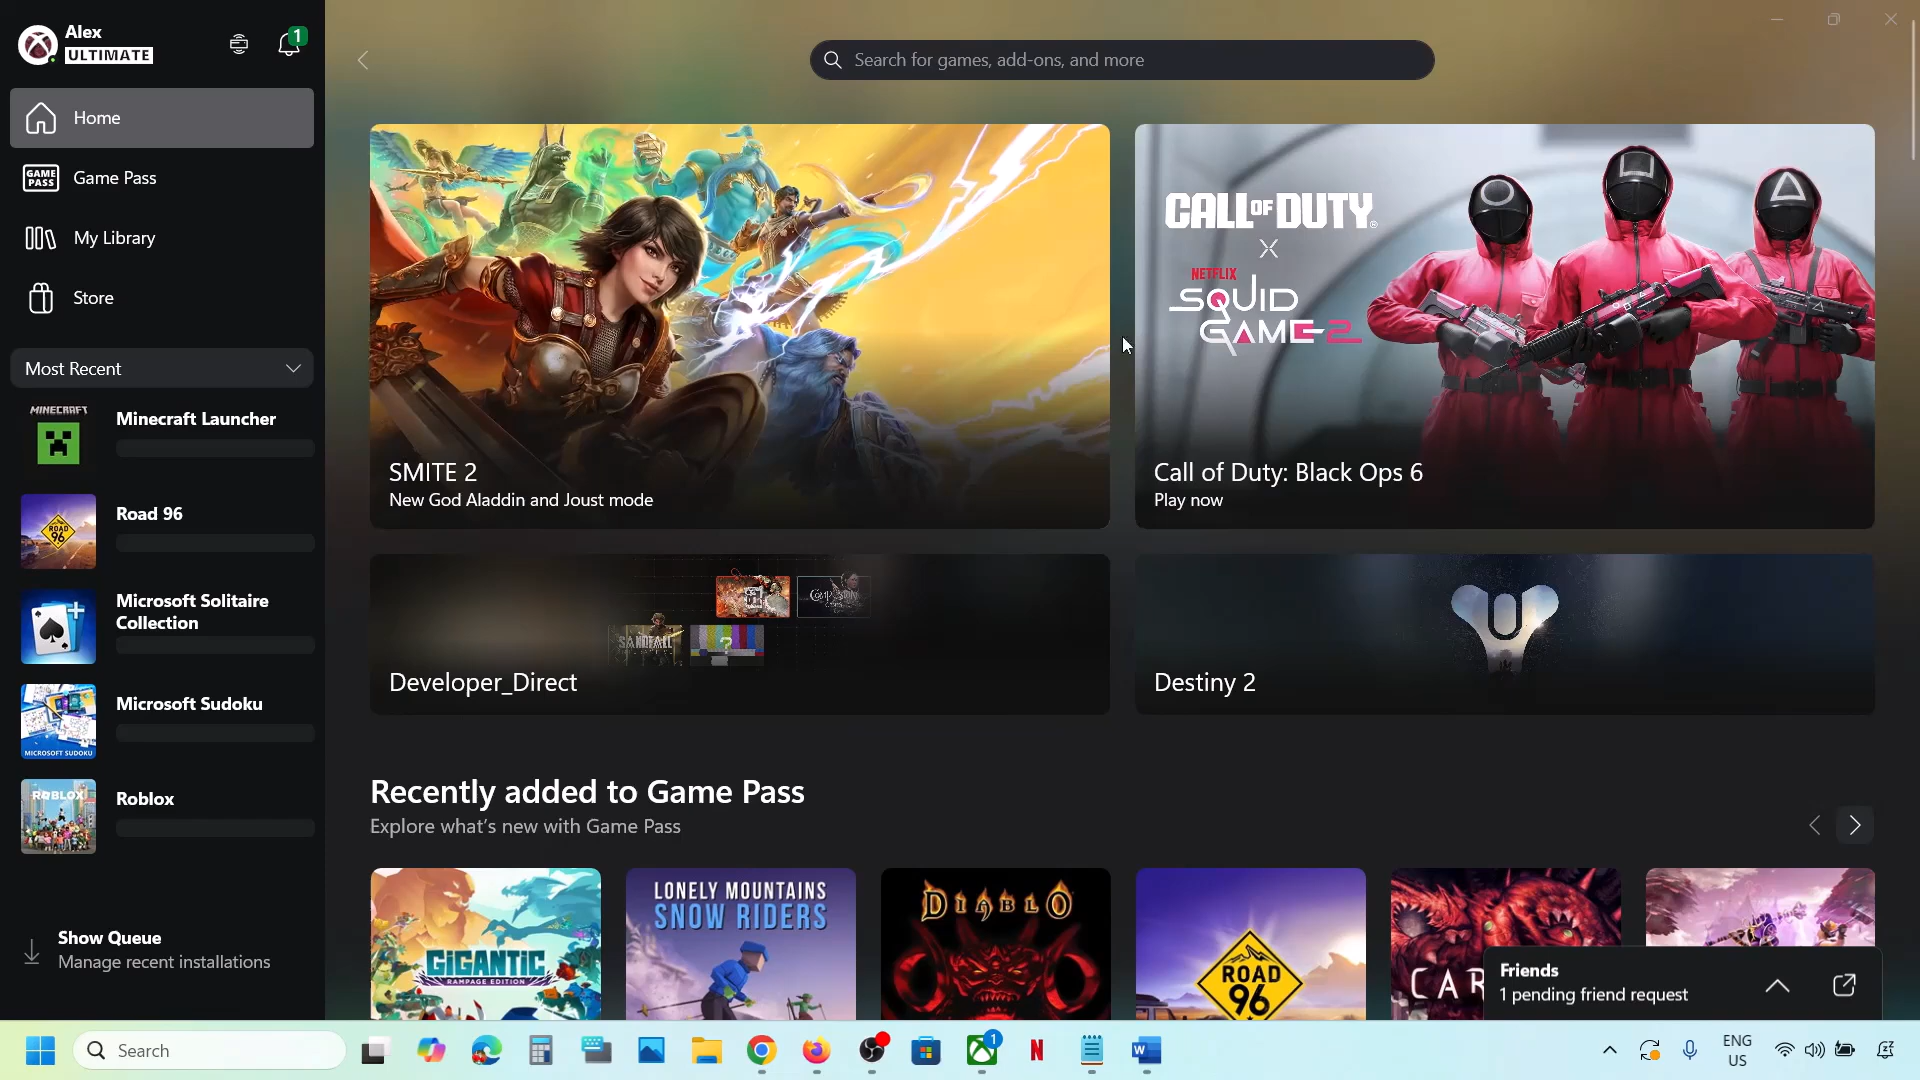 Alex
ULTIMATE
1
Home
GAME PASS
Game Pass
My Library
Store
Most Recent
MINECRAFT
Minecraft Launcher
ROAD 96
Road 96
Microsoft Solitaire
Collection
MICROSOFT SUDOKU
Microsoft Sudoku
ROBLOX
Roblox
Show Queue
Manage recent installations
Search for games, add-ons, and more
SMITE 2
New God Aladdin and Joust mode
CALL OF DUTY®
X
NETFLIX
SQUID
GAME 2
Call of Duty: Black Ops 6
Play now
SANDFALL
?
Developer_Direct
Destiny 2
Recently added to Game Pass
Explore what's new with Game Pass
GIGANTIC
RAMPAGE EDITION
LONELY MOUNTAINS
SNOW RIDERS
DIABLO
ROAD
96
CAR
Friends
1 pending friend request
Search
1
N
W
ENG
US